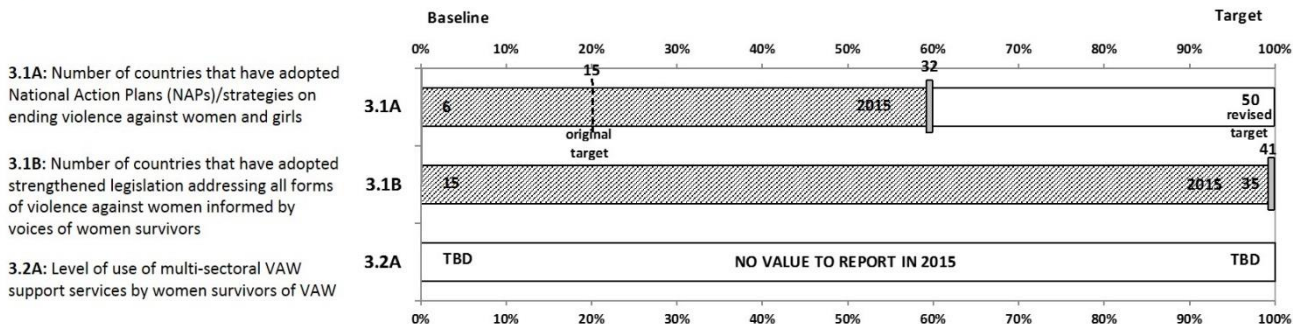 Baseline Target
0% 10% 20% 30% 40% 50% 60% 70% 80% 90% 100%
3.1A: Number of countries that have adopted
National Action Plans (NAPs)/strategies on
ending violence against women and girls
3.1A
6
15
original
target
2015
32
50
revised
target
3.1B: Number of countries that have adopted
strengthened legislation addressing all forms
of violence against women informed by
voices of women survivors
3.1B
15
2015
35
41
3.2A: Level of use of multi-sectoral VAW
support services by women survivors of VAW
3.2A
TBD NO VALUE TO REPORT IN 2015 TBD
0% 10% 20% 30% 40% 50% 60% 70% 80% 90% 100%